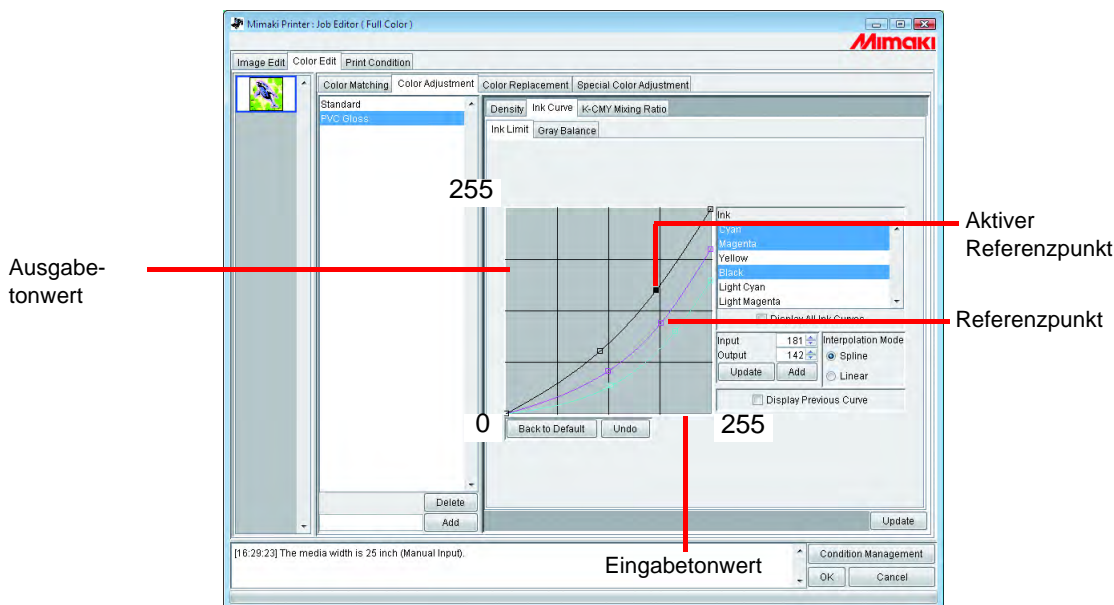 Mimaki Printer : Job Editor ( Full Color )
Mimaki
Image Edit Color Edit Print Condition
Color Matching Color Adjustment Color Replacement Special Color Adjustment
Standard
PVC Gloss
Density Ink Curve K-CMY Mixing Ratio
Ink Limit Gray Balance
255
Ink
Cyan
Magenta
Yellow
Black
Light Cyan
Light Magenta
Display All Ink Curves
Aktiver
Referenzpunkt
Ausgabe-
tonwert
Referenzpunkt
Input 181
Output 142
Update Add
Interpolation Mode
Spline
Linear
Display Previous Curve
0
255
Back to Default Undo
Delete
Add
Update
Eingabetonwert
[16:29:23] The media width is 25 inch (Manual Input).
Condition Management
OK Cancel